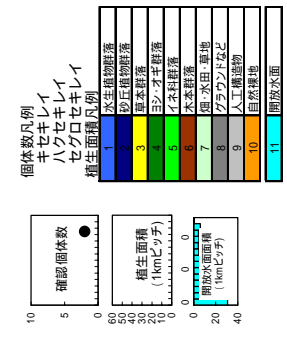 個体数凡例
キセキレイ
ハクセキレイ
セグロセキレイ
植生面積凡例
1 水生植物群落
2 砂丘植物群落
3 草本群落
4 ヨシ・オギ群落
5 イネ科群落
6 木本群落
7 畑・水田・草地
8 グラウンドなど
9 人工構造物
10 自然裸地
11 開放水面
10
5
0
確認個体数
60
50
40
30
20
10
0
植生面積
(1kmピッチ)
0
20
40
0 0
開放水面面積
(1kmピッチ)